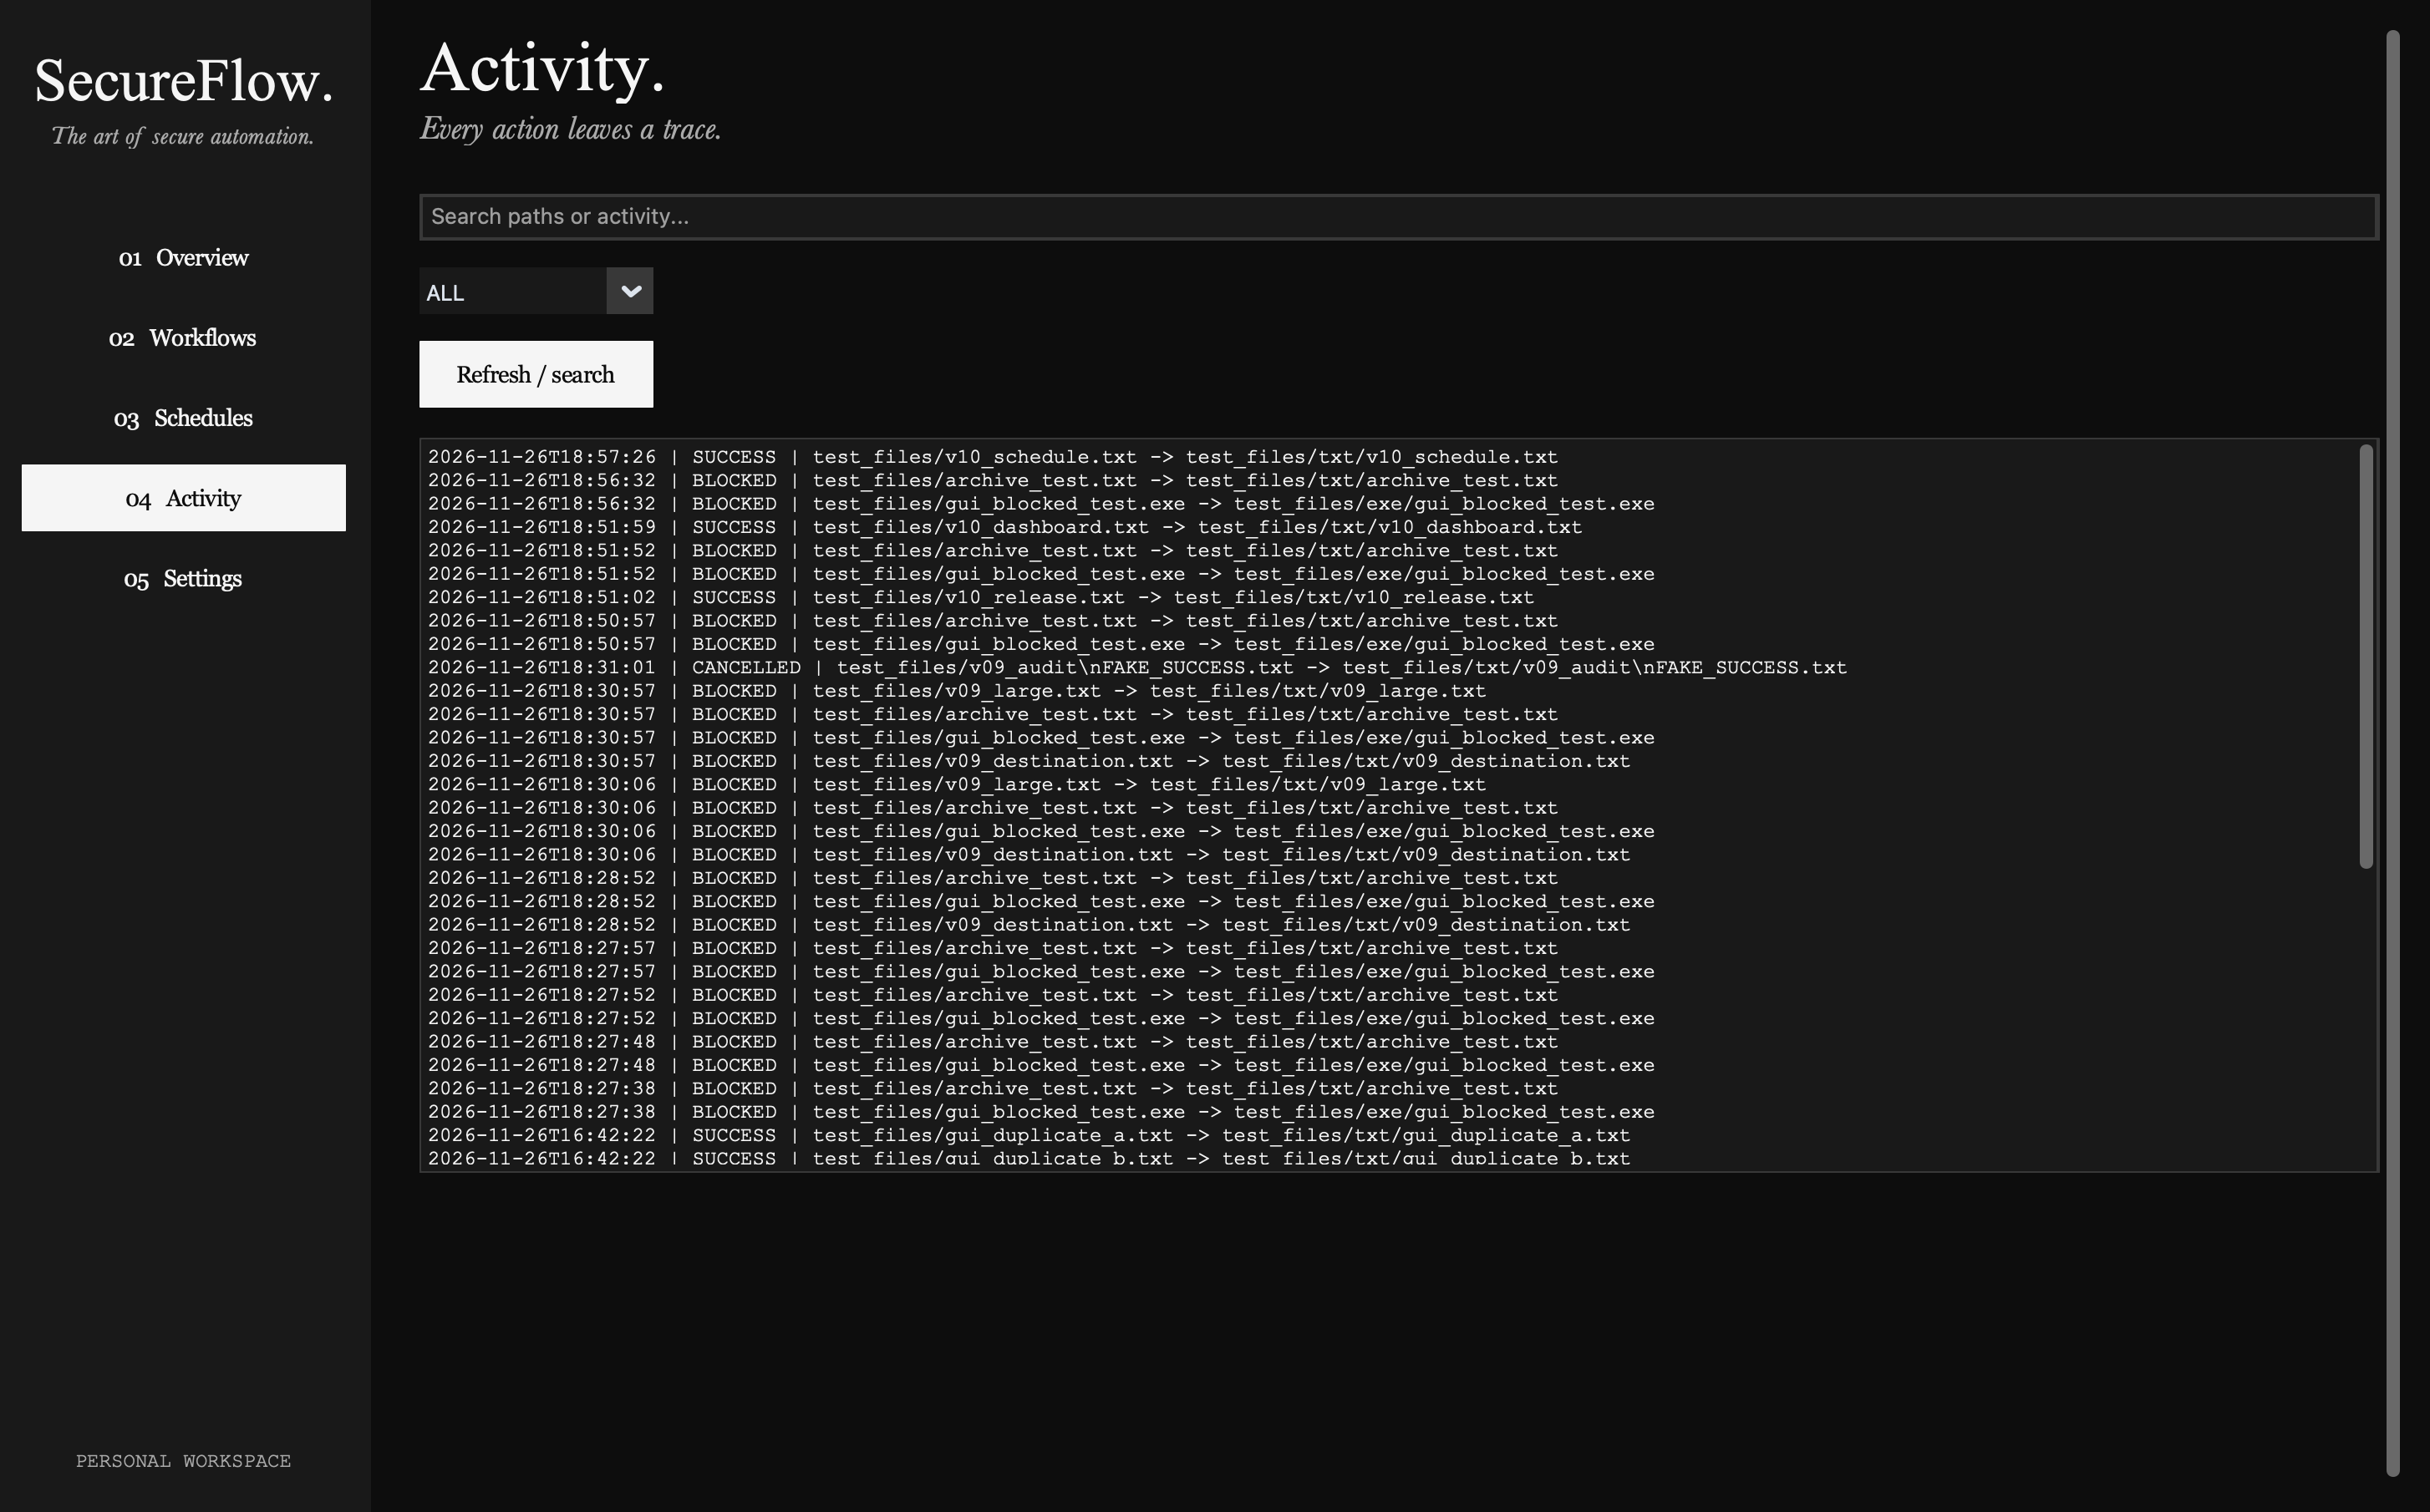 SecureFlow.
The art of secure automation.
01 Overview
02 Workflows
03 Schedules
04 Activity
05 Settings
PERSONAL WORKSPACE
Activity.
Every action leaves a trace.
Search paths or activity...
ALL
Refresh / search
2026-11-26T18:57:26 | SUCCESS | test_files/v10_schedule.txt -> test_files/txt/v10_schedule.txt
2026-11-26T18:56:32 | BLOCKED | test_files/archive_test.txt -> test_files/txt/archive_test.txt
2026-11-26T18:56:32 | BLOCKED | test_files/gui_blocked_test.exe -> test_files/exe/gui_blocked_test.exe
2026-11-26T18:51:59 | SUCCESS | test_files/v10_dashboard.txt -> test_files/txt/v10_dashboard.txt
2026-11-26T18:51:52 | BLOCKED | test_files/archive_test.txt -> test_files/txt/archive_test.txt
2026-11-26T18:51:52 | BLOCKED | test_files/gui_blocked_test.exe -> test_files/exe/gui_blocked_test.exe
2026-11-26T18:51:02 | SUCCESS | test_files/v10_release.txt -> test_files/txt/v10_release.txt
2026-11-26T18:50:57 | BLOCKED | test_files/archive_test.txt -> test_files/txt/archive_test.txt
2026-11-26T18:50:57 | BLOCKED | test_files/gui_blocked_test.exe -> test_files/exe/gui_blocked_test.exe
2026-11-26T18:31:01 | CANCELLED | test_files/v09_audit\nFAKE_SUCCESS.txt -> test_files/txt/v09_audit\nFAKE_SUCCESS.txt
2026-11-26T18:30:57 | BLOCKED | test_files/v09_large.txt -> test_files/txt/v09_large.txt
2026-11-26T18:30:57 | BLOCKED | test_files/archive_test.txt -> test_files/txt/archive_test.txt
2026-11-26T18:30:57 | BLOCKED | test_files/gui_blocked_test.exe -> test_files/exe/gui_blocked_test.exe
2026-11-26T18:30:57 | BLOCKED | test_files/v09_destination.txt -> test_files/txt/v09_destination.txt
2026-11-26T18:30:06 | BLOCKED | test_files/v09_large.txt -> test_files/txt/v09_large.txt
2026-11-26T18:30:06 | BLOCKED | test_files/archive_test.txt -> test_files/txt/archive_test.txt
2026-11-26T18:30:06 | BLOCKED | test_files/gui_blocked_test.exe -> test_files/exe/gui_blocked_test.exe
2026-11-26T18:30:06 | BLOCKED | test_files/v09_destination.txt -> test_files/txt/v09_destination.txt
2026-11-26T18:28:52 | BLOCKED | test_files/archive_test.txt -> test_files/txt/archive_test.txt
2026-11-26T18:28:52 | BLOCKED | test_files/gui_blocked_test.exe -> test_files/exe/gui_blocked_test.exe
2026-11-26T18:28:52 | BLOCKED | test_files/v09_destination.txt -> test_files/txt/v09_destination.txt
2026-11-26T18:27:57 | BLOCKED | test_files/archive_test.txt -> test_files/txt/archive_test.txt
2026-11-26T18:27:57 | BLOCKED | test_files/gui_blocked_test.exe -> test_files/exe/gui_blocked_test.exe
2026-11-26T18:27:52 | BLOCKED | test_files/archive_test.txt -> test_files/txt/archive_test.txt
2026-11-26T18:27:52 | BLOCKED | test_files/gui_blocked_test.exe -> test_files/exe/gui_blocked_test.exe
2026-11-26T18:27:48 | BLOCKED | test_files/archive_test.txt -> test_files/txt/archive_test.txt
2026-11-26T18:27:48 | BLOCKED | test_files/gui_blocked_test.exe -> test_files/exe/gui_blocked_test.exe
2026-11-26T18:27:38 | BLOCKED | test_files/archive_test.txt -> test_files/txt/archive_test.txt
2026-11-26T18:27:38 | BLOCKED | test_files/gui_blocked_test.exe -> test_files/exe/gui_blocked_test.exe
2026-11-26T16:42:22 | SUCCESS | test_files/gui_duplicate_a.txt -> test_files/txt/gui_duplicate_a.txt
2026-11-26T16:42:22 | SUCCESS | test_files/gui_duplicate_b.txt -> test_files/txt/gui_duplicate_b.txt